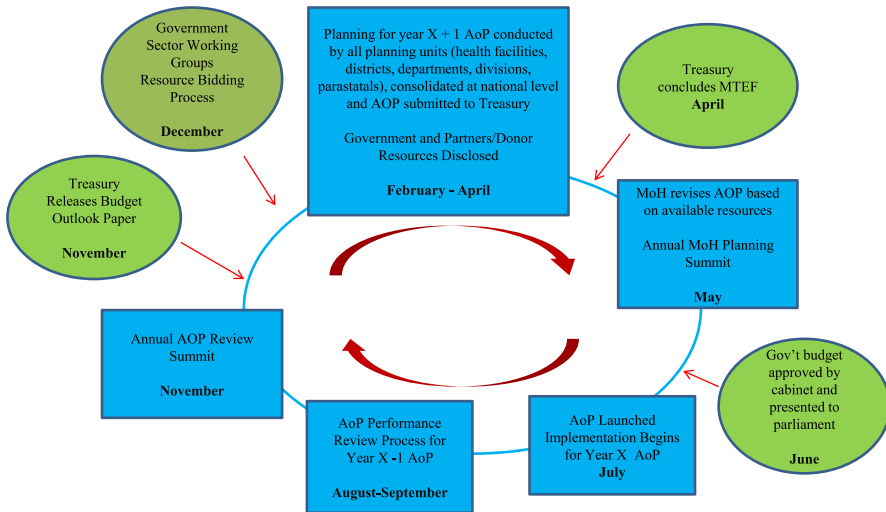 Government
Sector Working
Groups
Resource Bidding
Process
December
Planning for year X + 1 AoP conducted
by all planning units (health facilities,
districts, departments, divisions,
parastatals), consolidated at national level
and AOP submitted to Treasury
Government and Partners/Donor
Resources Disclosed
February - April
Treasury
concludes MTEF
April
Treasury
Releases Budget
Outlook Paper
November
MoH revises AOP based
on available resources
Annual MoH Planning
Summit
May
Annual AOP Review
Summit
November
Gov't budget
approved by
cabinet and
presented to
parliament
June
AoP Performance
Review Process for
Year X -1 AoP
August-September
AoP Launched
Implementation Begins
for Year X AoP
July